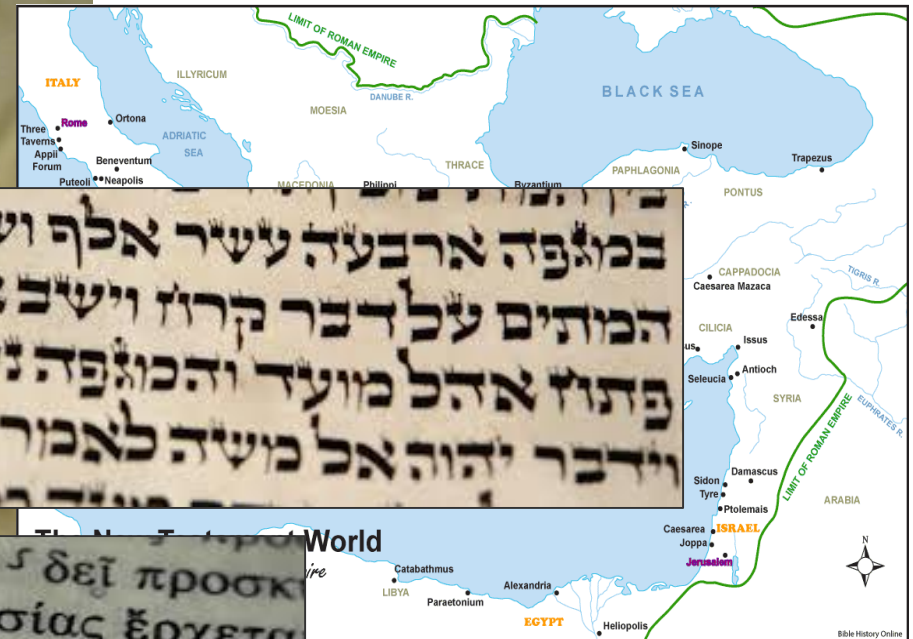 LIMIT OF ROMAN EMPIRE
ITALY
ILLYRICUM
DANUBE R.
BLACK SEA
MOESIA
Rome
Ortona
Three
Taverns
Appii
Forum
ADRIATIC
SEA
Beneventum
Puteoli
Neapolis
THRACE
MACEDONIA
Philippi
Byzantium
Sinope
Trapezus
PAPHLAGONIA
PONTUS
במגפה ארבעה עשר אלף
המתים על דבר קרח וישב
פתח אהל מועד והמגפה
וידבר יהוה אל משה לאמר
CAPPADOCIA
Caesarea Mazaca
TIGRIS R.
Edessa
CILICIA
Issus
Antioch
Seleucia
SYRIA
EUPHRATES R.
LIMIT OF ROMAN EMPIRE
Damascus
Sidon
Tyre
ARABIA
Ptolemais
Caesarea
ISRAEL
Joppa
Jerusalem
World
Catabathmus
LIBYA
Paraetonium
Alexandria
EGYPT
Heliopolis
N
Bible History Online
δεῖ προσκ
σίας ἔρχεται